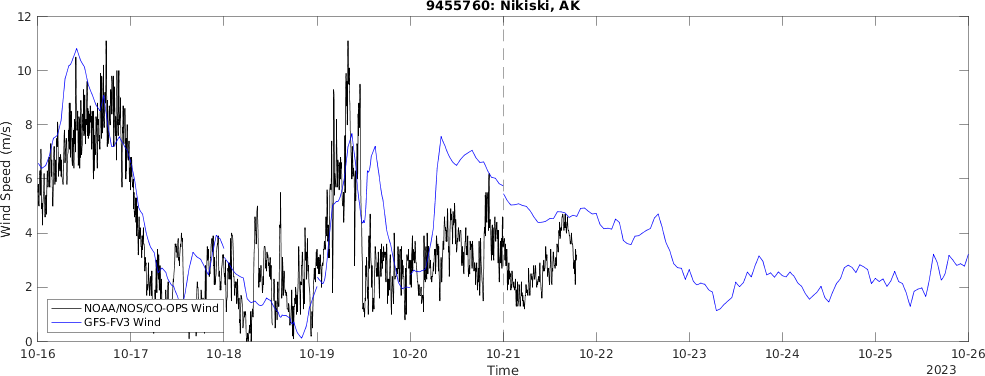 9455760: Nikiski, AK
Wind Speed (m/s)
12
10
8
6
4
2
0
NOAA/NOS/CO-OPS Wind
GFS-FV3 Wind
10-16 10-17 10-18 10-19 10-20 10-21 10-22 10-23 10-24 10-25 10-26
Time
2023